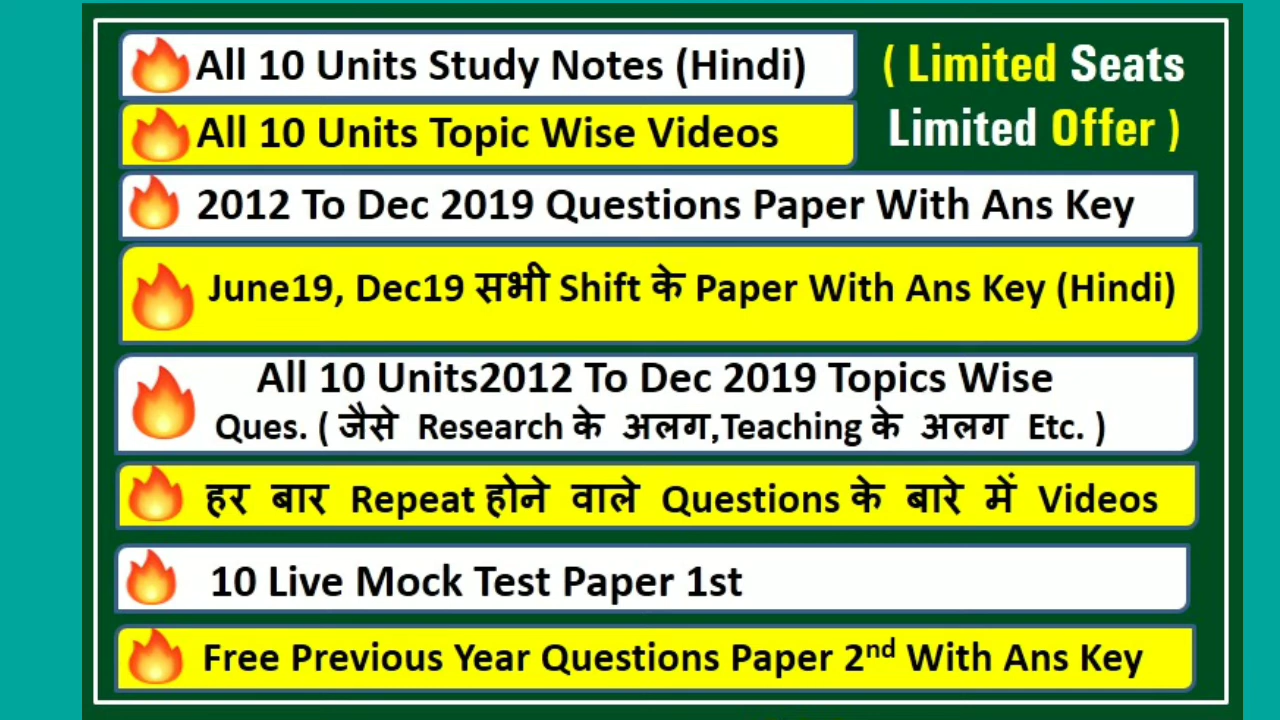 All 10 Units Study Notes (Hindi)
( Limited Seats
Limited Offer )
All 10 Units Topic Wise Videos
2012 To Dec 2019 Questions Paper With Ans Key
June19, Dec19 सभी Shift के Paper With Ans Key (Hindi)
All 10 Units2012 To Dec 2019 Topics Wise
Ques. ( जैसे Research के अलग,Teaching के अलग Etc. )
हर बार Repeat होने वाले Questions के बारे में Videos
10 Live Mock Test Paper 1st
Free Previous Year Questions Paper 2nd With Ans Key